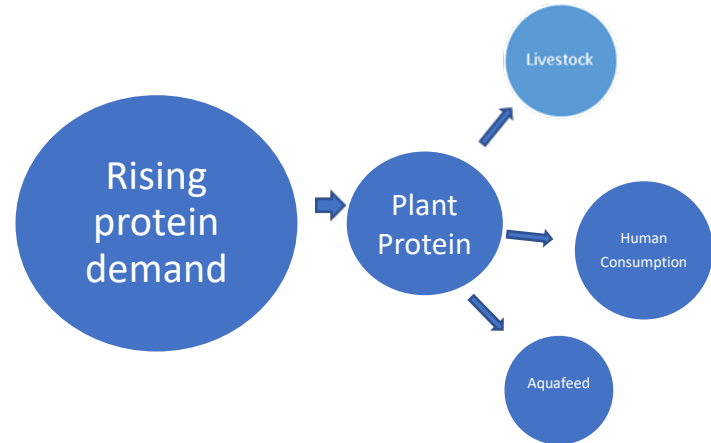 Rising
protein
demand
Plant
Protein
Livestock
Human
Consumption
Aquafeed